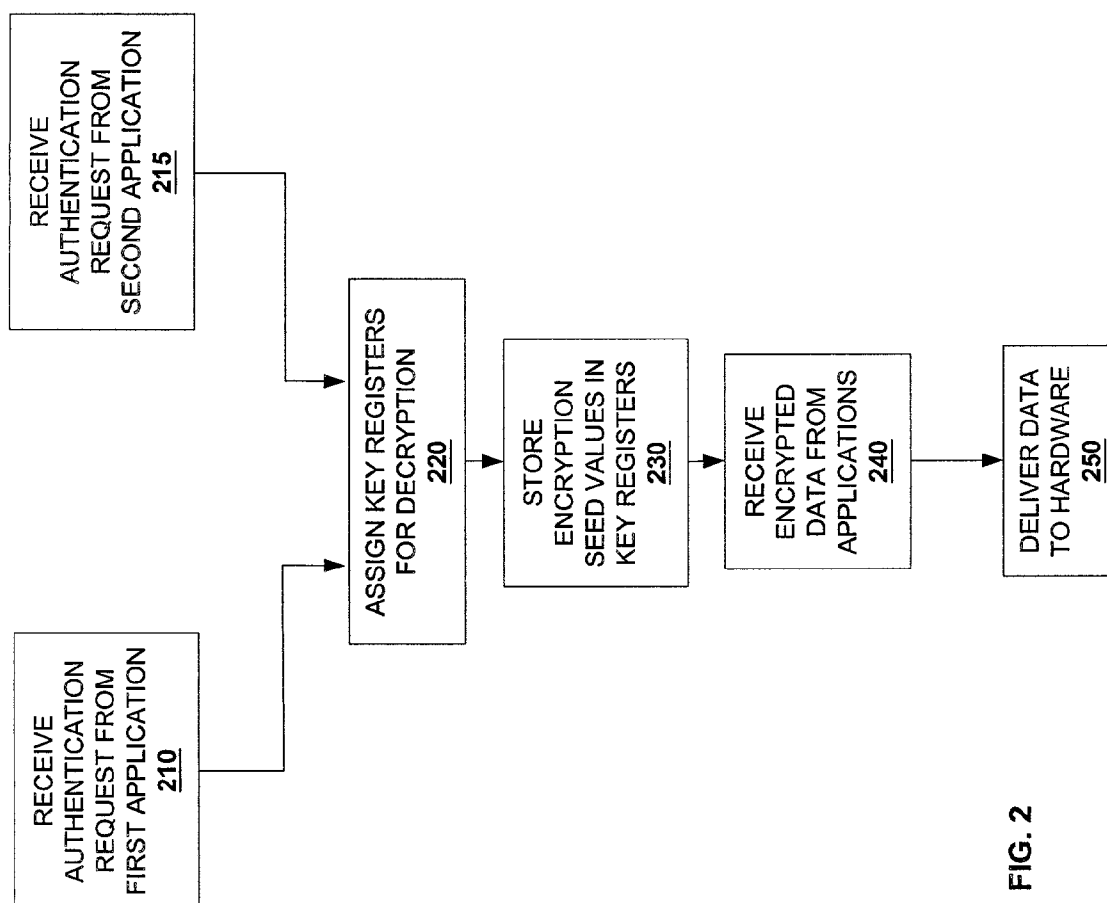 RECEIVE
AUTHENTICATION
REQUEST FROM
FIRST APPLICATION
210
RECEIVE
AUTHENTICATION
REQUEST FROM
SECOND APPLICATION
215
ASSIGN KEY REGISTERS
FOR DECRYPTION
220
STORE
ENCRYPTION
SEED VALUES IN
KEY REGISTERS
230
RECEIVE
ENCRYPTED
DATA FROM
APPLICATIONS
240
DELIVER DATA
TO HARDWARE
250
FIG. 2